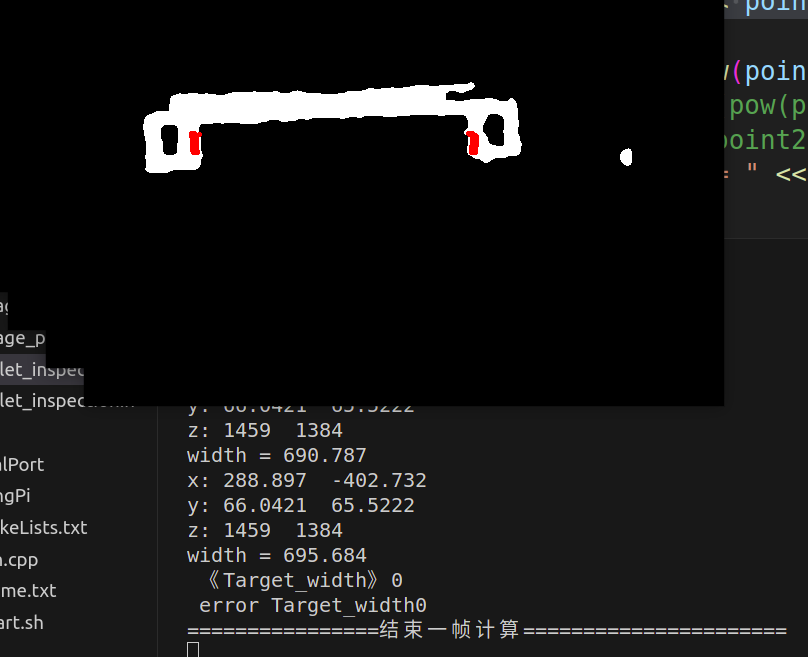 poin
(poin
pow(p
point2
= " <<
age_p
let_inspec
let_inspec
alPort
ngPi
keLists.txt
.cpp
me.txt
art.sh
y: 66.0421  65.5222
z: 1459  1384
width = 690.787
x: 288.897  -402.732
y: 66.0421  65.5222
z: 1459  1384
width = 695.684
《Target_width》0
error Target_width0
================结束一帧计算======================